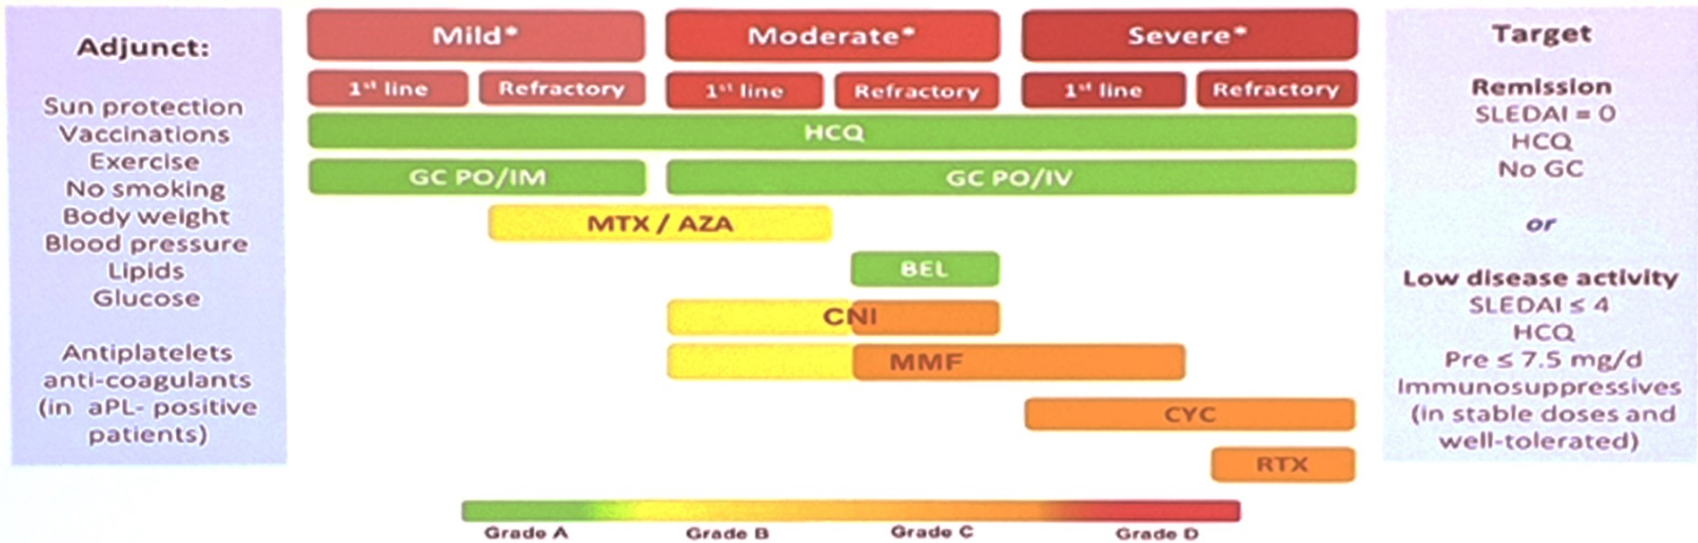 Adjunct:
Sun protection
Vaccinations
Exercise
No smoking
Body weight
Blood pressure
Lipids
Glucose
Antiplatelets
anti-coagulants
(in aPL- positive
patients)
Mild*
Moderate*
Severe*
1st line
Refractory
1st line
Refractory
1st line
Refractory
HCQ
GC PO/IM
GC PO/IV
MTX / AZA
BEL
CNI
MMF
CYC
RTX
Grade A
Grade B
Grade C
Grade D
Target
Remission
SLEDAI = 0
HCQ
No GC
or
Low disease activity
SLEDAI ≤ 4
HCQ
Pre ≤ 7.5 mg/d
Immunosuppressives
(in stable doses and
well-tolerated)